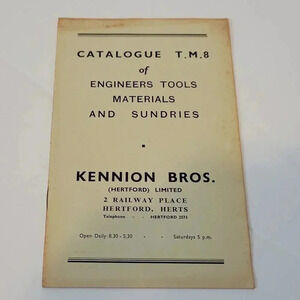 CATALOGUE T.M.8
of
ENGINEERS TOOLS
MATERIALS
AND SUNDRIES
KENNION BROS.
(HERTFORD) LIMITED
2 RAILWAY PLACE
HERTFORD, HERTS
Telephone - - HERTFORD 2573
Open Daily 8.30 - 5.30 - - Saturdays 5 p.m.